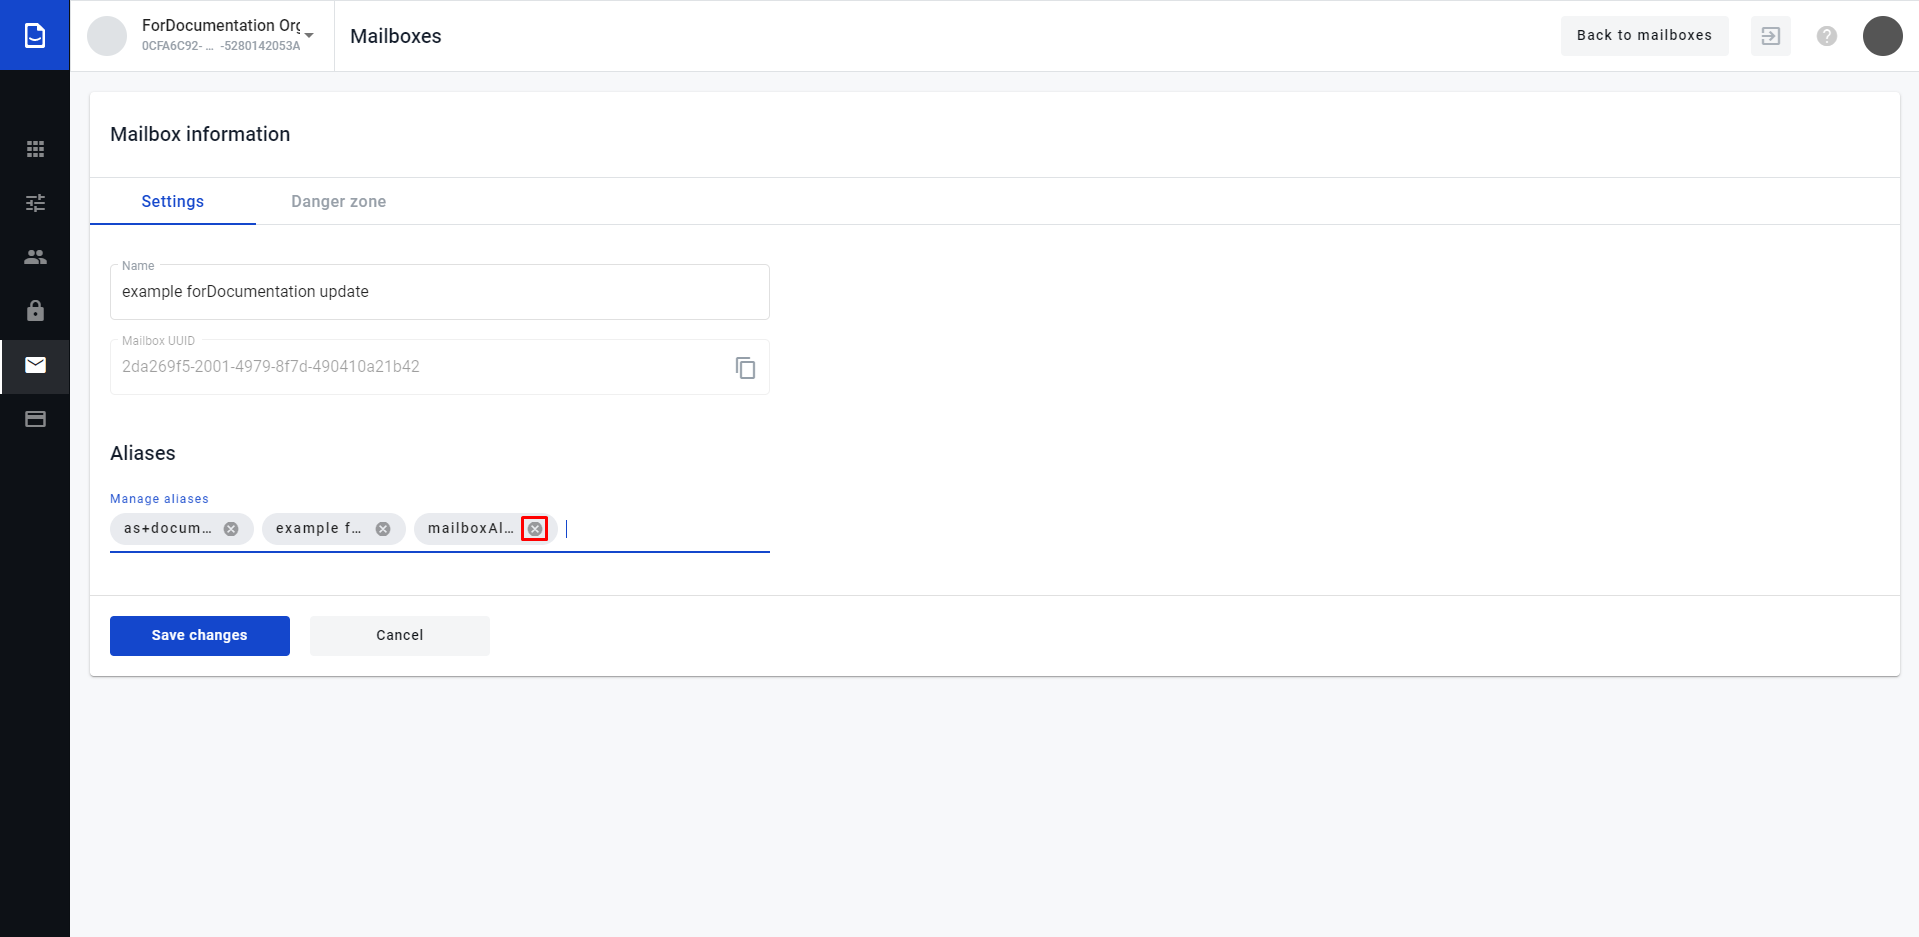 ForDocumentation Org
0CFA6C92- ... -5280142053A
Mailboxes
Back to mailboxes
Mailbox information
Settings
Danger zone
Name
example forDocumentation update
Mailbox UUID
2da269f5-2001-4979-8f7d-490410a21b42
Aliases
Manage aliases
as+docum...
example f...
mailboxAl...
Save changes
Cancel